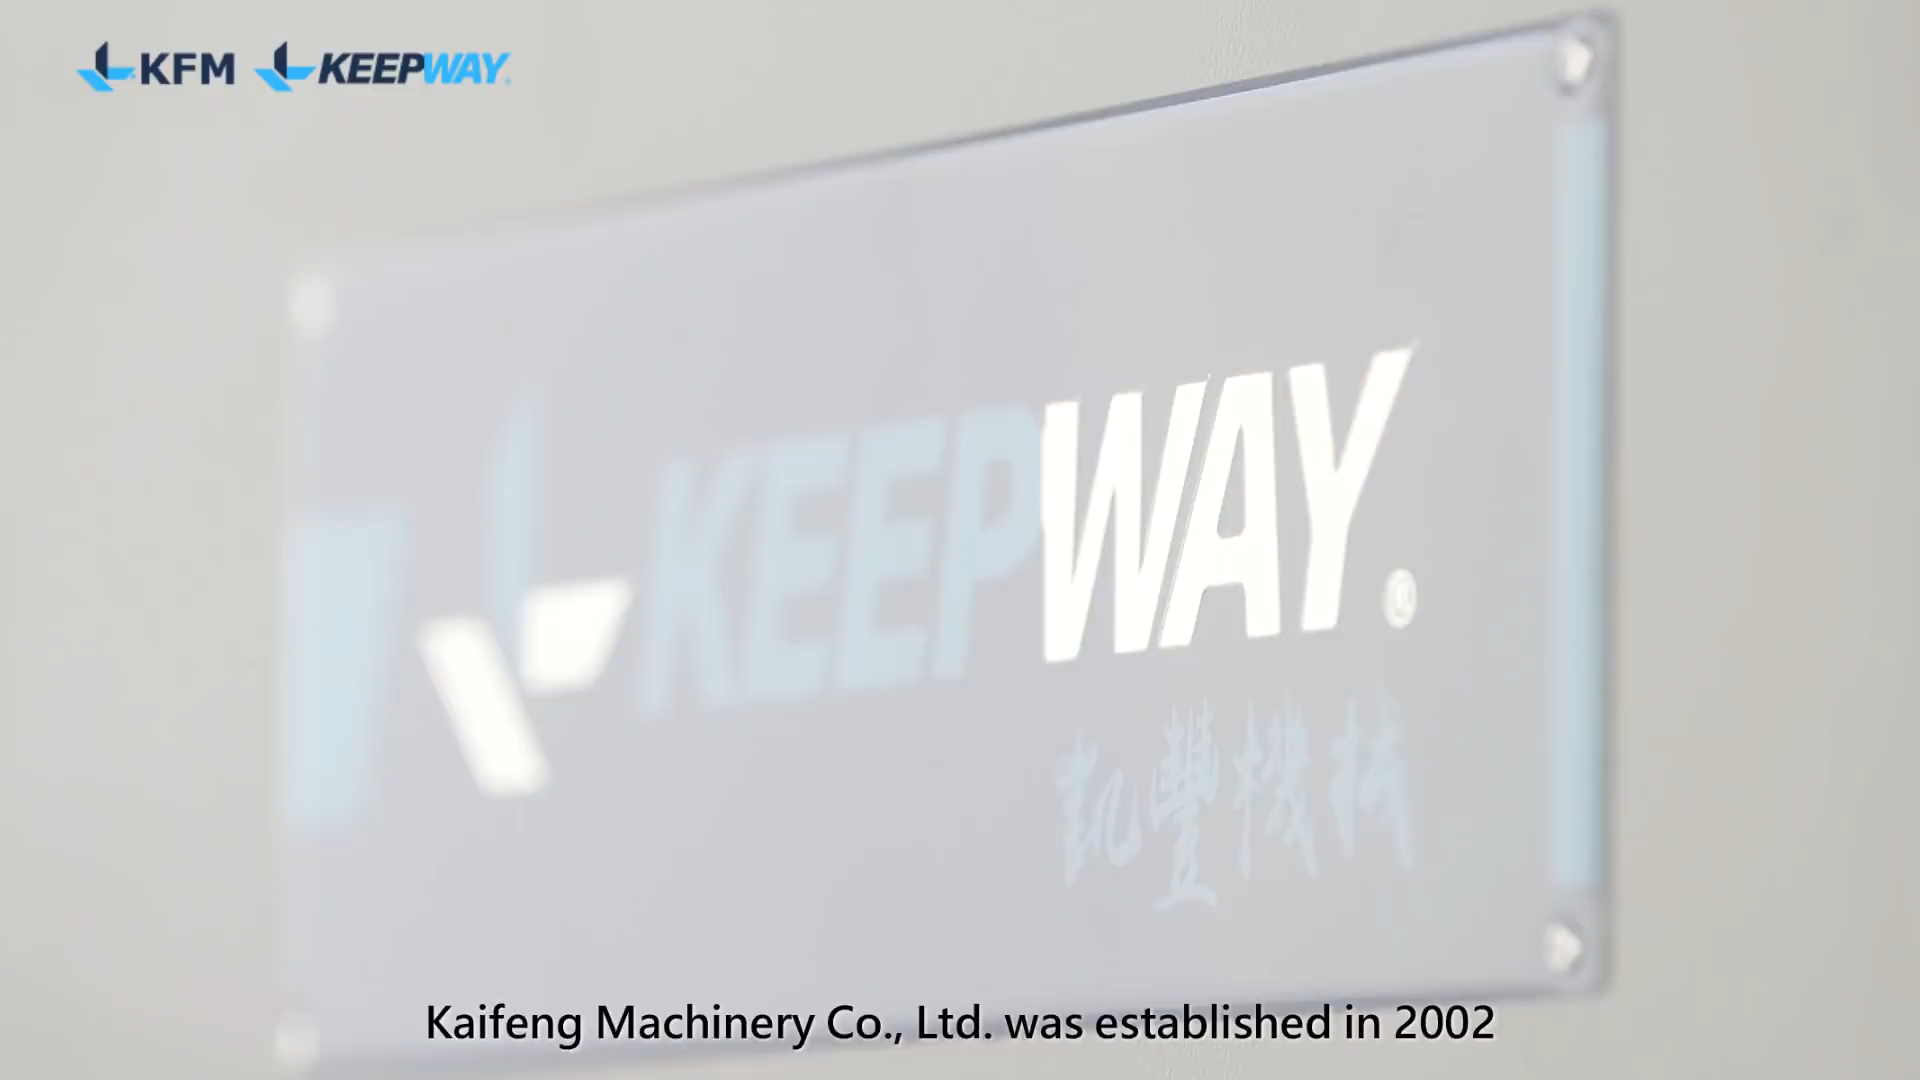 KFM KEEPWAY
KEEPWAY®
凱豐機械
Kaifeng Machinery Co., Ltd. was established in 2002